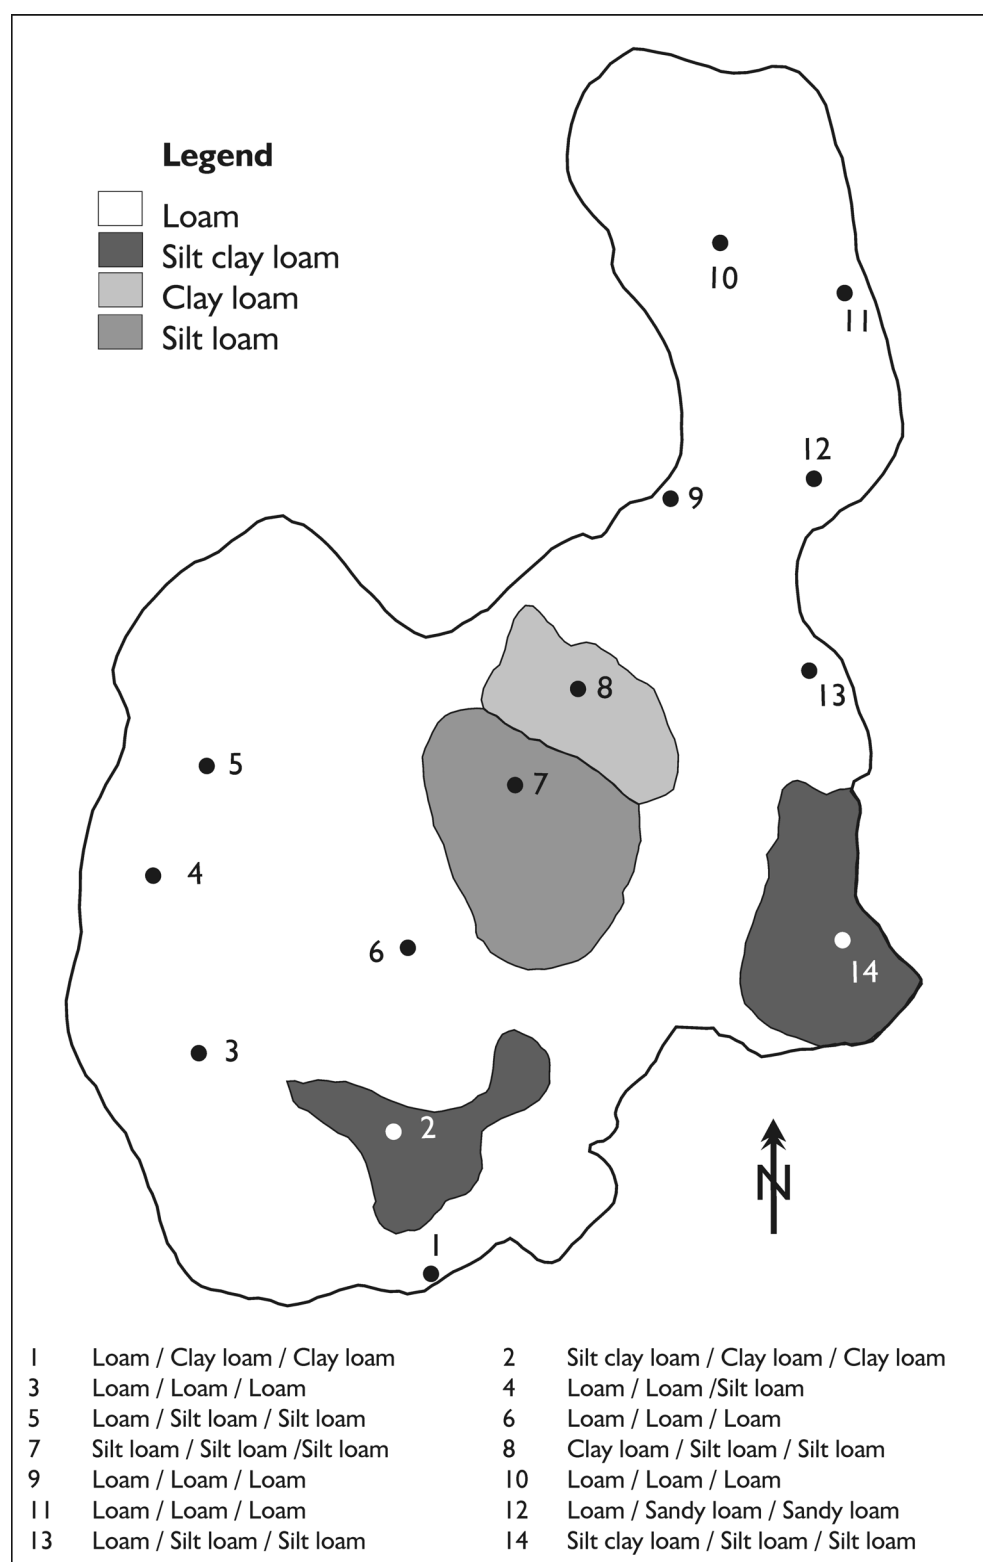 Legend
Loam
Silt clay loam
Clay loam
Silt loam
10
11
12
9
8
13
7
5
4
6
14
3
2
1
N
1 Loam / Clay loam / Clay loam 2 Silt clay loam / Clay loam / Clay loam
3 Loam / Loam / Loam 4 Loam / Loam /Silt loam
5 Loam / Silt loam / Silt loam 6 Loam / Loam / Loam
7 Silt loam / Silt loam /Silt loam 8 Clay loam / Silt loam / Silt loam
9 Loam / Loam / Loam 10 Loam / Loam / Loam
11 Loam / Loam / Loam 12 Loam / Sandy loam / Sandy loam
13 Loam / Silt loam / Silt loam 14 Silt clay loam / Silt loam / Silt loam